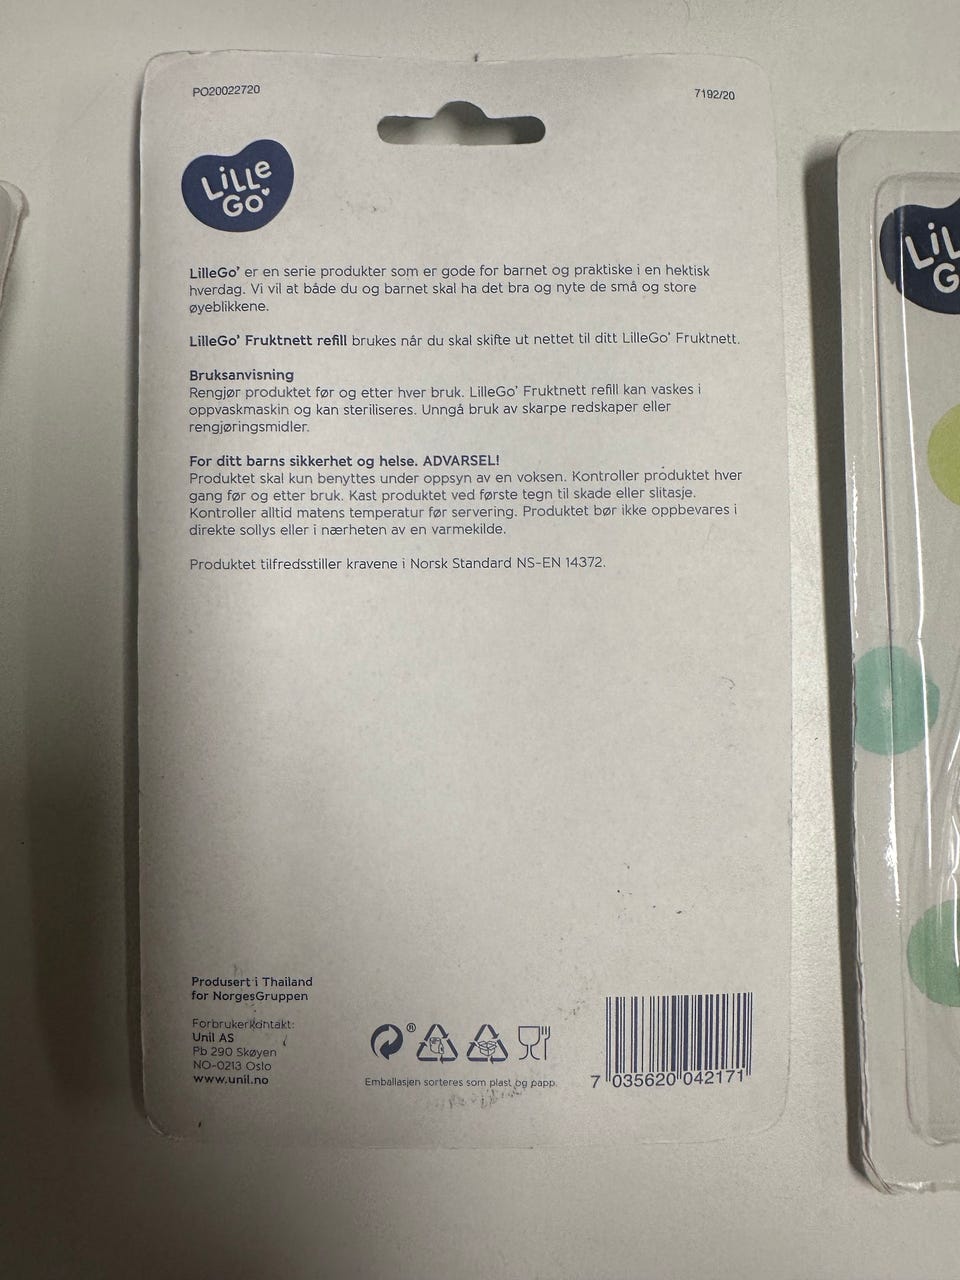 PO20022720
7192/20
LiLLe
GO
LilleGo’ er en serie produkter som er gode for barnet og praktiske i en hektisk
hverdag. Vi vil at både du og barnet skal ha det bra og nyte de små og store
øyeblikkene.
LilleGo’ Fruktnett refill brukes når du skal skifte ut nettet til ditt LilleGo’ Fruktnett.
Bruksanvisning
Rengjør produktet før og etter hver bruk. LilleGo’ Fruktnett refill kan vaskes i
oppvaskmaskin og kan steriliseres. Unngå bruk av skarpe redskaper eller
rengjøringsmidler.
For ditt barns sikkerhet og helse. ADVARSEL!
Produktet skal kun benyttes under oppsyn av en voksen. Kontroller produktet hver
gang før og etter bruk. Kast produktet ved første tegn til skade eller slitasje.
Kontroller alltid matens temperatur før servering. Produktet bør ikke oppbevares i
direkte sollys eller i nærheten av en varmekilde.
Produktet tilfredsstiller kravene i Norsk Standard NS-EN 14372.
Produsert i Thailand
for NorgesGruppen
Forbrukerkontakt:
Unil AS
Pb 290 Skøyen
NO-0213 Oslo
www.unil.no
®
Emballasjen sorteres som plast og papp.
7 035620 042171
LiL
G